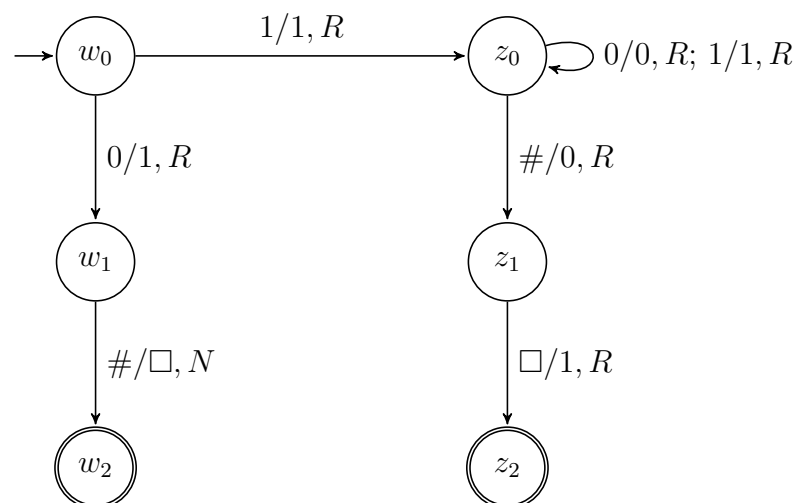 1/1, R
w₀ z₀ 0/0, R; 1/1, R
0/1, R #/0, R
w₁ z₁
#/□, N □/1, R
w₂ z₂